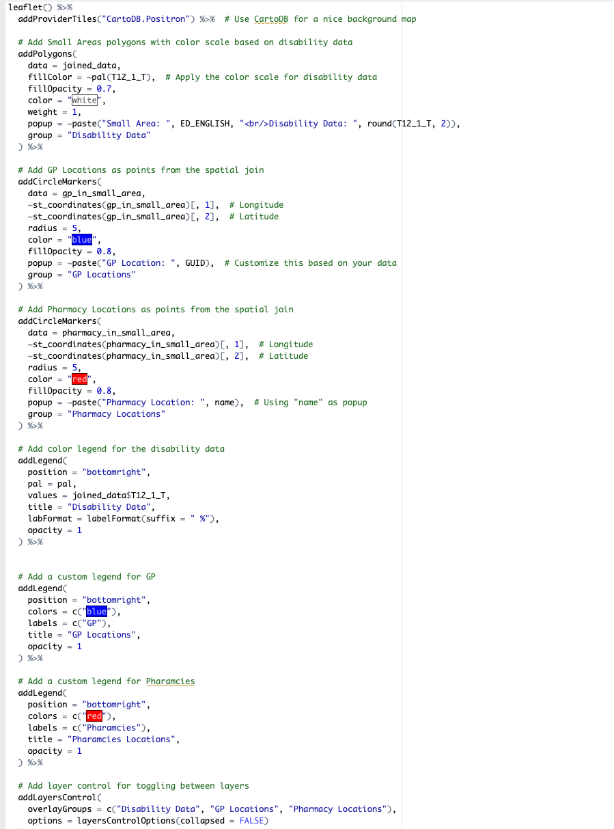 leaflet() %>%
  addProviderTiles("CartoDB.Positron") %>%  # Use CartoDB for a nice background map

  # Add Small Areas polygons with color scale based on disability data
  addPolygons(
    data = joined_data,
    fillColor = ~pal(T12_1_T),  # Apply the color scale for disability data
    fillOpacity = 0.7,
    color = "white",
    weight = 1,
    popup = ~paste("Small Area: ", ED_ENGLISH, "<br/>Disability Data: ", round(T12_1_T, 2)),
    group = "Disability Data"
  ) %>%

  # Add GP Locations as points from the spatial join
  addCircleMarkers(
    data = gp_in_small_area,
    ~st_coordinates(gp_in_small_area)[, 1],  # Longitude
    ~st_coordinates(gp_in_small_area)[, 2],  # Latitude
    radius = 5,
    color = "blue",
    fillOpacity = 0.8,
    popup = ~paste("GP Location: ", GUID),  # Customize this based on your data
    group = "GP Locations"
  ) %>%

  # Add Pharmacy Locations as points from the spatial join
  addCircleMarkers(
    data = pharmacy_in_small_area,
    ~st_coordinates(pharmacy_in_small_area)[, 1],  # Longitude
    ~st_coordinates(pharmacy_in_small_area)[, 2],  # Latitude
    radius = 5,
    color = "red",
    fillOpacity = 0.8,
    popup = ~paste("Pharmacy Location: ", name),  # Using "name" as popup
    group = "Pharmacy Locations"
  ) %>%

  # Add color legend for the disability data
  addLegend(
    position = "bottomright",
    pal = pal,
    values = joined_data$T12_1_T,
    title = "Disability Data",
    labFormat = labelFormat(suffix = " %"),
    opacity = 1
  ) %>%


  # Add a custom legend for GP
  addLegend(
    position = "bottomright",
    colors = c("blue"),
    labels = c("GP"),
    title = "GP Locations",
    opacity = 1
  ) %>%

  # Add a custom legend for Pharamcies
  addLegend(
    position = "bottomright",
    colors = c("red"),
    labels = c("Pharamcies"),
    title = "Pharamcies Locations",
    opacity = 1
  ) %>%

  # Add layer control for toggling between layers
  addLayersControl(
    overlayGroups = c("Disability Data", "GP Locations", "Pharmacy Locations"),
    options = layersControlOptions(collapsed = FALSE)